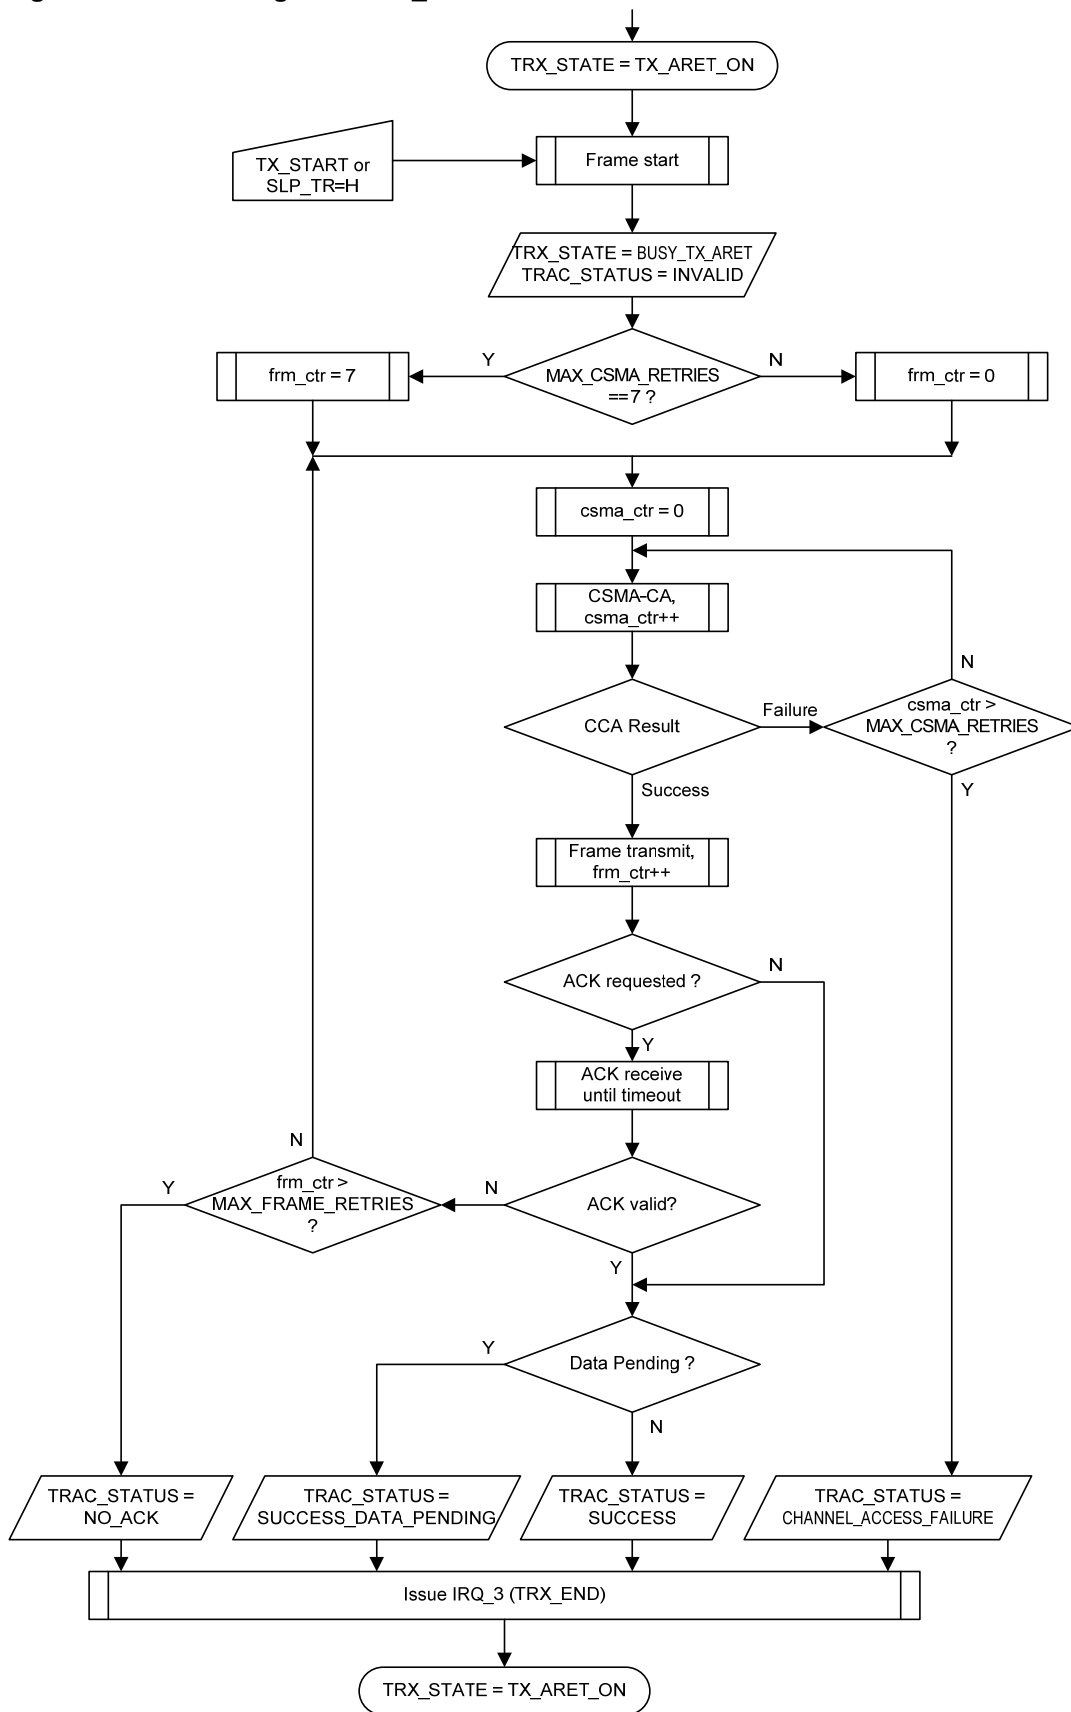 TRX_STATE = TX_ARET_ON
TX_START or
SLP_TR=H
Frame start
TRX_STATE = BUSY_TX_ARET
TRAC_STATUS = INVALID
Y
N
frm_ctr = 7
MAX_CSMA_RETRIES
==7 ?
frm_ctr = 0
csma_ctr = 0
CSMA-CA,
csma_ctr++
N
CCA Result
Failure
csma_ctr >
MAX_CSMA_RETRIES
?
Success
Y
Frame transmit,
frm_ctr++
ACK requested ?
N
Y
ACK receive
until timeout
N
Y
frm_ctr >
MAX_FRAME_RETRIES
?
N
ACK valid?
Y
Y
Data Pending ?
N
TRAC_STATUS =
NO_ACK
TRAC_STATUS =
SUCCESS_DATA_PENDING
TRAC_STATUS =
SUCCESS
TRAC_STATUS =
CHANNEL_ACCESS_FAILURE
Issue IRQ_3 (TRX_END)
TRX_STATE = TX_ARET_ON